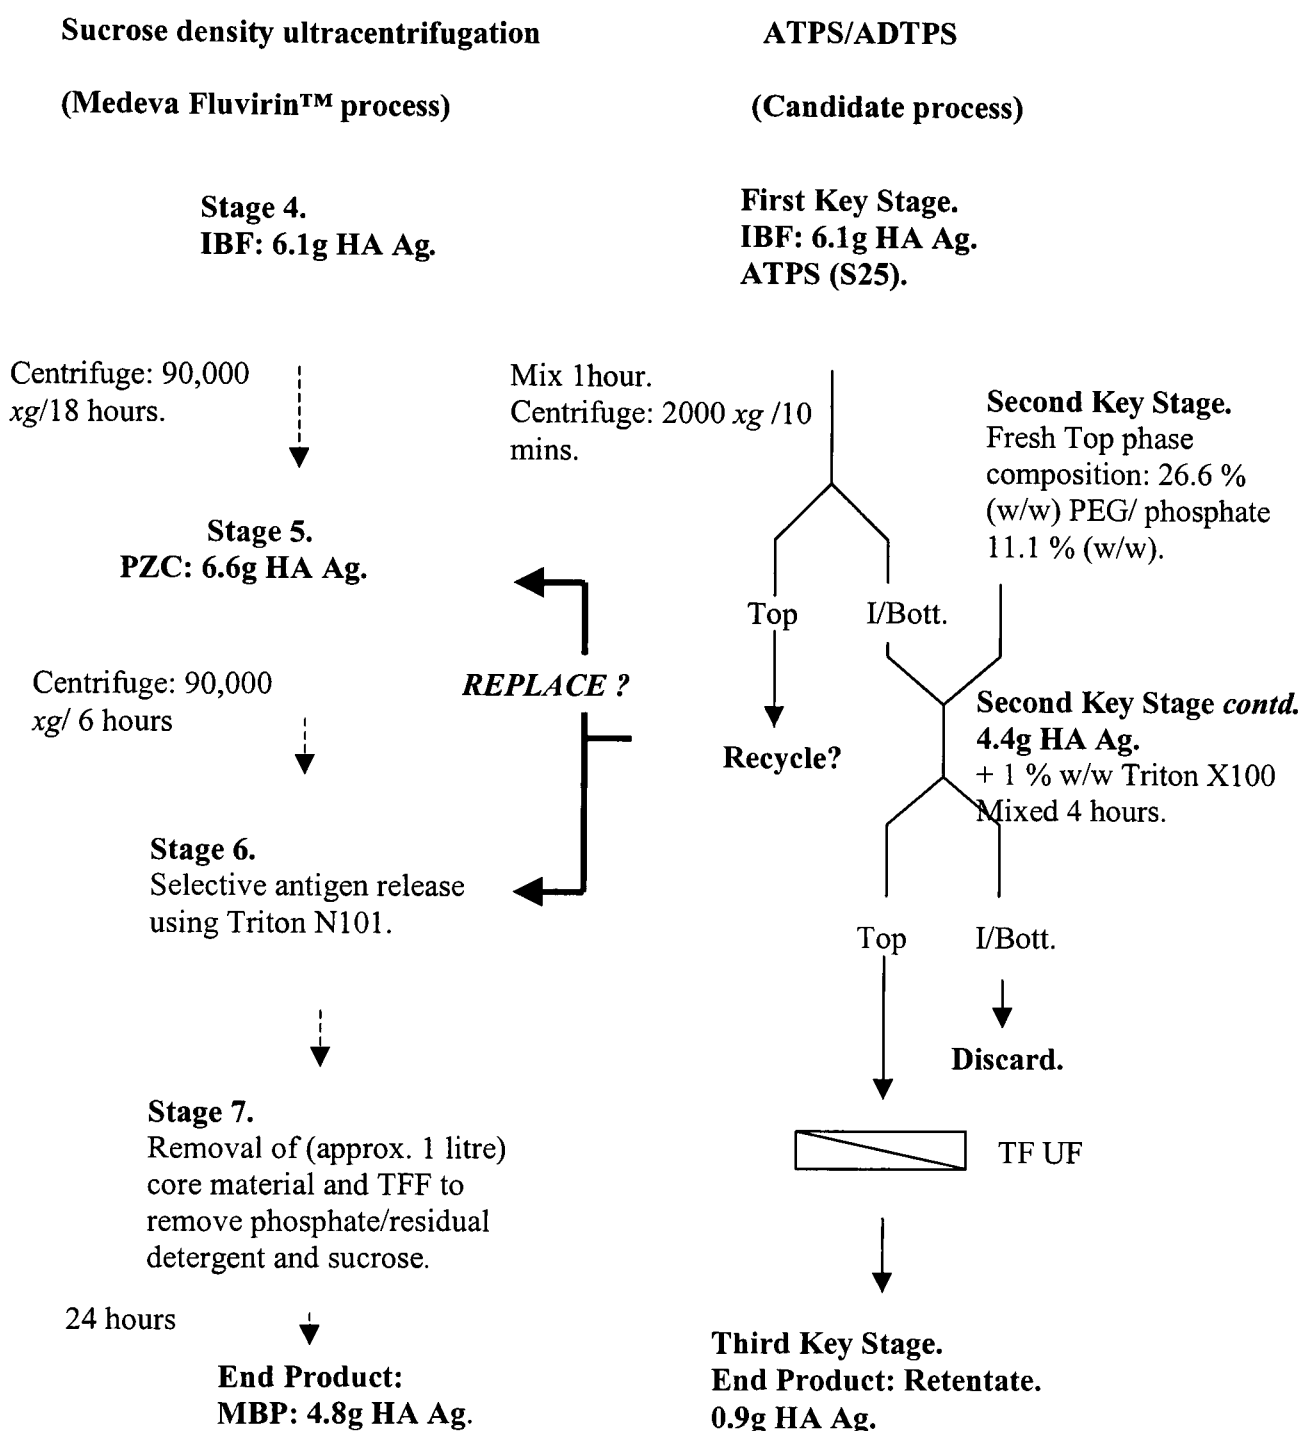 Sucrose density ultracentrifugation
(Medeva Fluvirin™ process)
Stage 4.
IBF: 6.1g HA Ag.
Centrifuge: 90,000
xg/18 hours.
Stage 5.
PZC: 6.6g HA Ag.
Centrifuge: 90,000
xg/ 6 hours
Stage 6.
Selective antigen release
using Triton N101.
Stage 7.
Removal of (approx. 1 litre)
core material and TFF to
remove phosphate/residual
detergent and sucrose.
24 hours
End Product:
MBP: 4.8g HA Ag.
REPLACE ?
ATPS/ADTPS
(Candidate process)
First Key Stage.
IBF: 6.1g HA Ag.
ATPS (S25).
Mix 1hour.
Centrifuge: 2000 xg /10
mins.
Second Key Stage.
Fresh Top phase
composition: 26.6 %
(w/w) PEG/ phosphate
11.1 % (w/w).
Top
I/Bott.
Recycle?
Second Key Stage contd.
4.4g HA Ag.
+ 1 % w/w Triton X100
Mixed 4 hours.
Top
I/Bott.
Discard.
TF UF
Third Key Stage.
End Product: Retentate.
0.9g HA Ag.